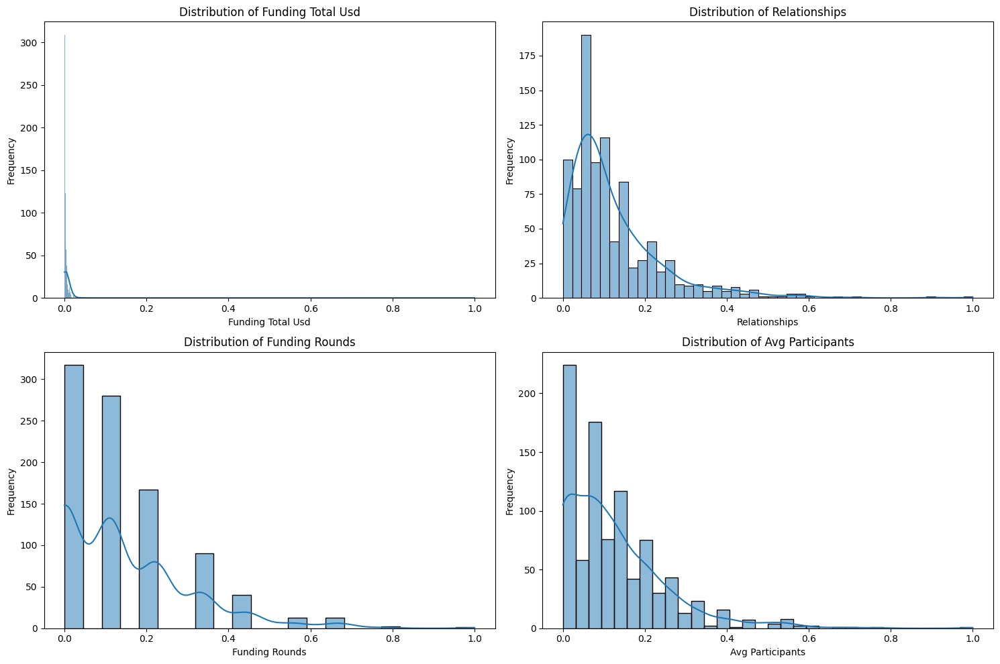 Distribution of Funding Total Usd
Frequency
300
250
200
150
100
50
0
0.0 0.2 0.4 0.6 0.8 1.0
Funding Total Usd
Distribution of Relationships
Frequency
175
150
125
100
75
50
25
0
0.0 0.2 0.4 0.6 0.8 1.0
Relationships
Distribution of Funding Rounds
Frequency
300
250
200
150
100
50
0
0.0 0.2 0.4 0.6 0.8 1.0
Funding Rounds
Distribution of Avg Participants
Frequency
200
150
100
50
0
0.0 0.2 0.4 0.6 0.8 1.0
Avg Participants